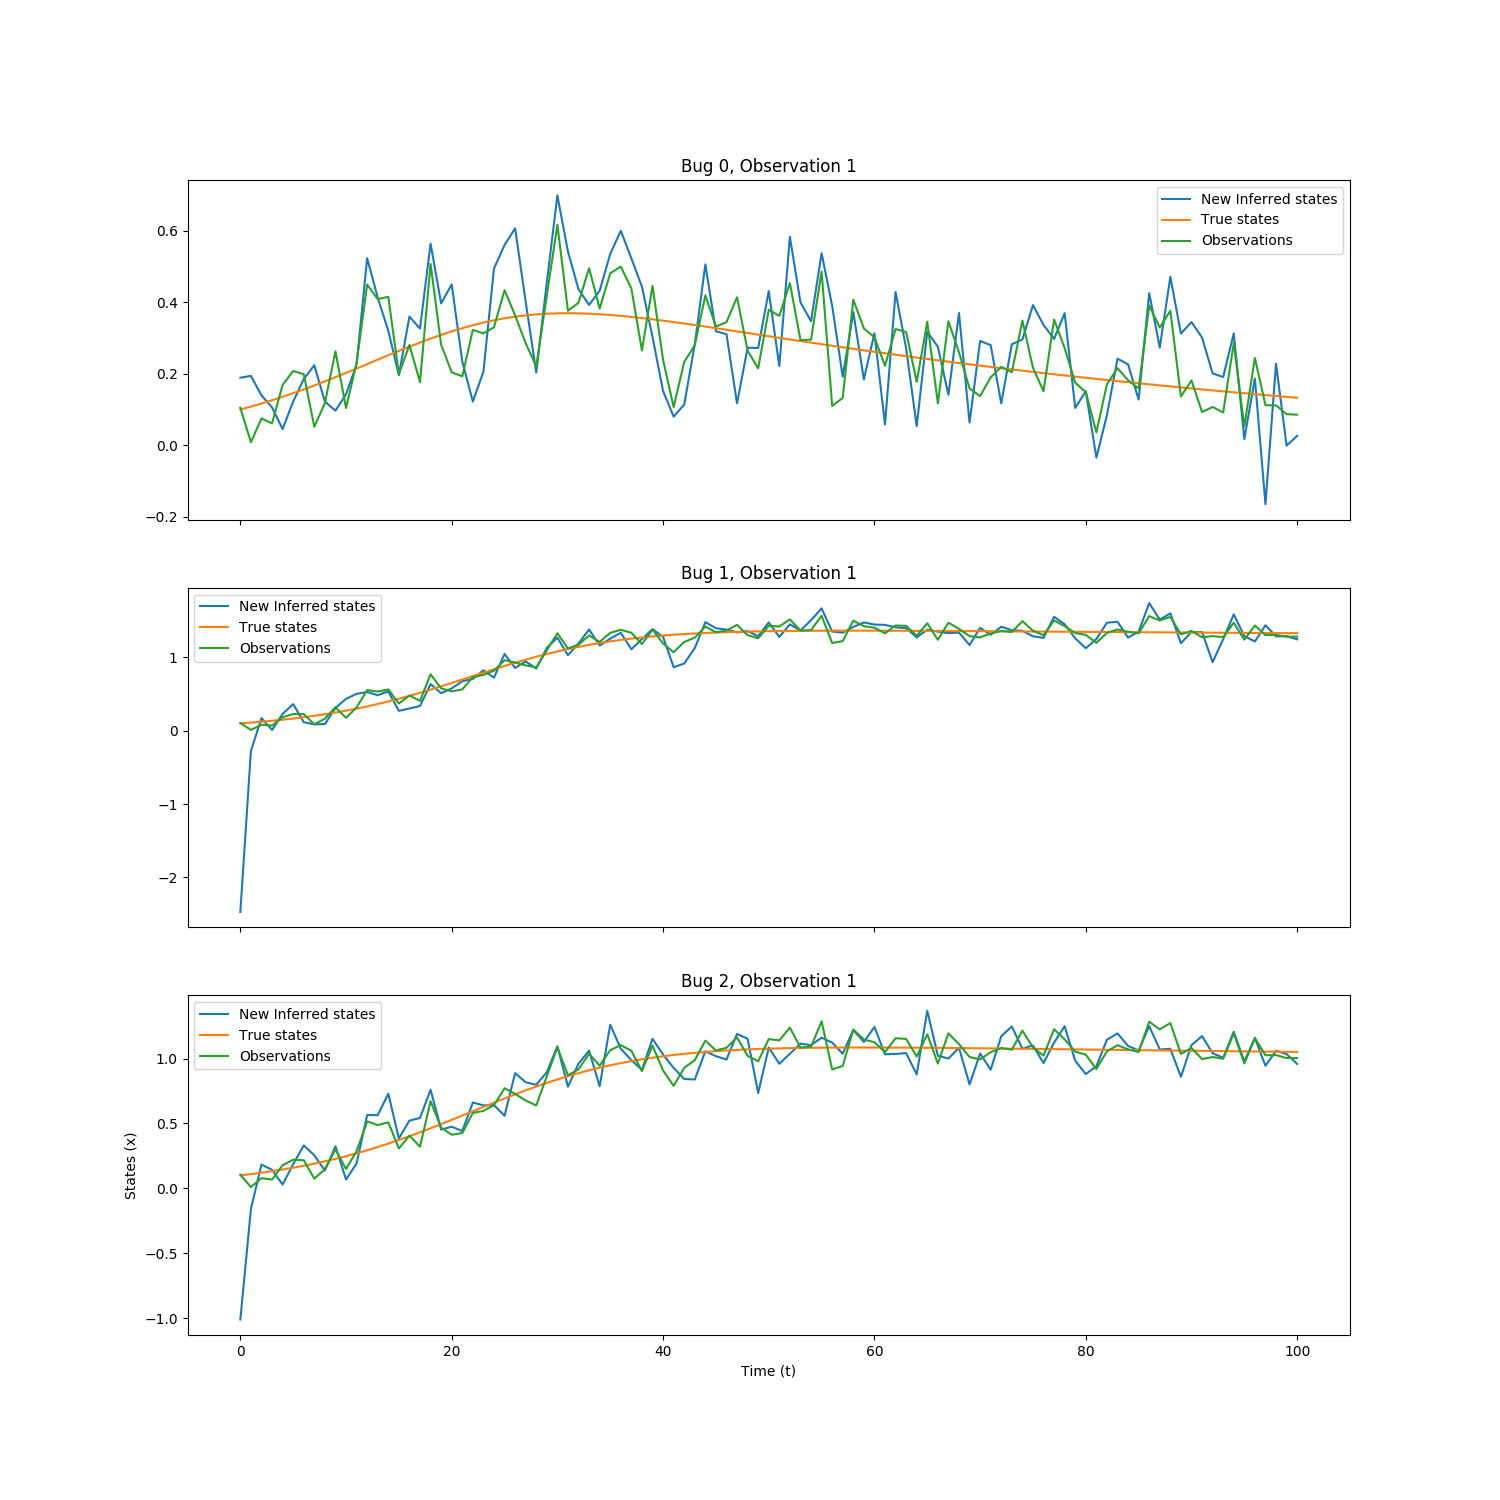 Bug 0, Observation 1
New Inferred states
True states
Observations
0.6
0.4
0.2
0.0
−0.2
Bug 1, Observation 1
New Inferred states
True states
Observations
1
0
−1
−2
Bug 2, Observation 1
New Inferred states
True states
Observations
1.0
0.5
0.0
−0.5
−1.0
States (x)
0 20 40 60 80 100
Time (t)